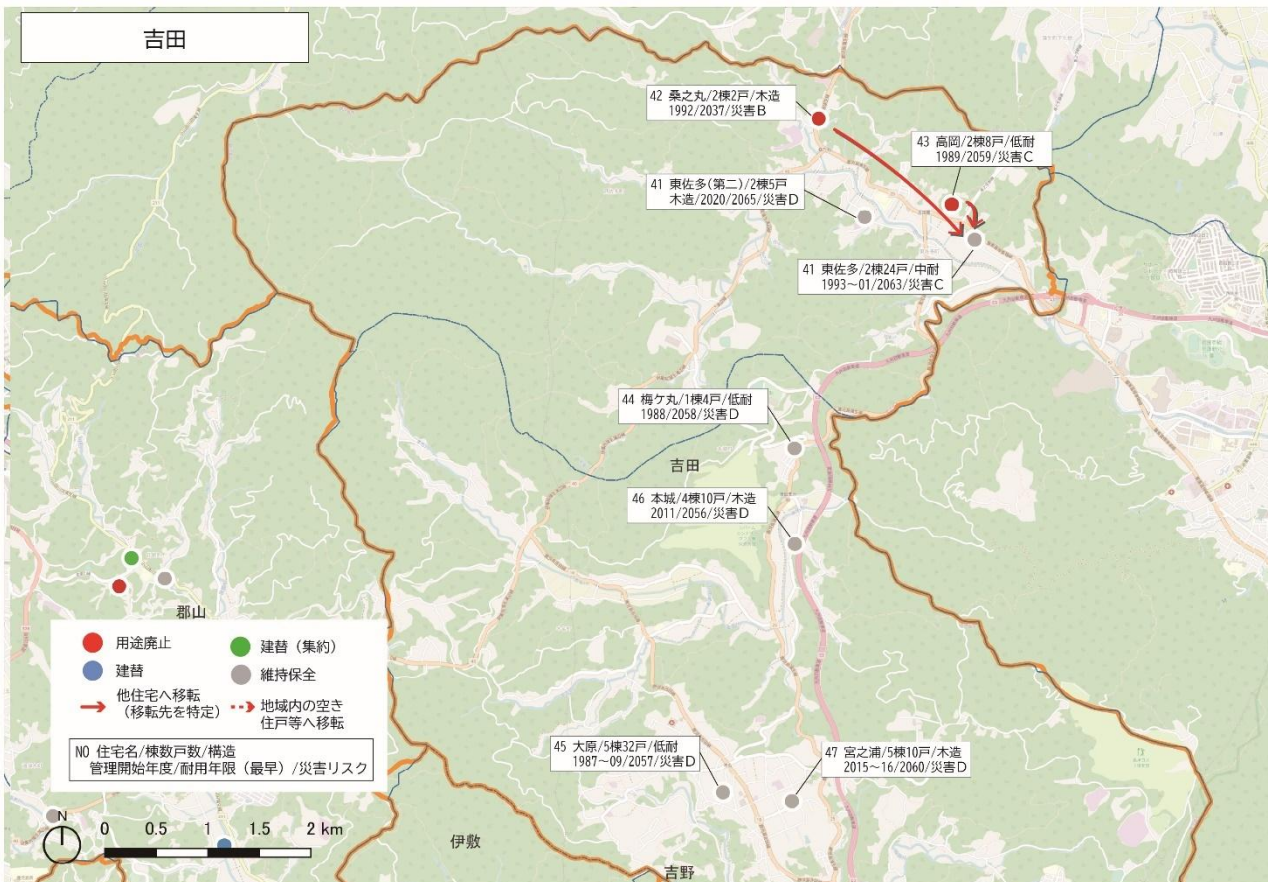 吉田
42 桑之丸/2棟2戸/木造
1992/2037/災害B
43 高岡/2棟8戸/低耐
1989/2059/災害C
41 東佐多(第二)/2棟5戸
木造/2020/2065/災害D
41 東佐多/2棟24戸/中耐
1993～01/2063/災害C
44 梅ケ丸/1棟4戸/低耐
1988/2058/災害D
吉田
46 本城/4棟10戸/木造
2011/2056/災害D
郡山
用途廃止
建替（集約）
建替
維持保全
他住宅へ移転
（移転先を特定）
地域内の空き
住戸等へ移転
NO 住宅名/棟数戸数/構造
管理開始年度/耐用年限（最早）/災害リスク
45 大原/5棟32戸/低耐
1987～09/2057/災害D
47 宮之浦/5棟10戸/木造
2015～16/2060/災害D
N
0 0.5 1 1.5 2 km
伊敷
吉野